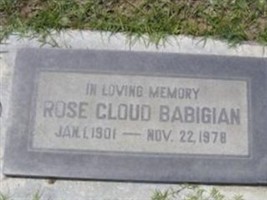 IN LOVING MEMORY
ROSE CLOUD BABIGIAN
JAN. 1, 1901 — NOV. 22, 1978